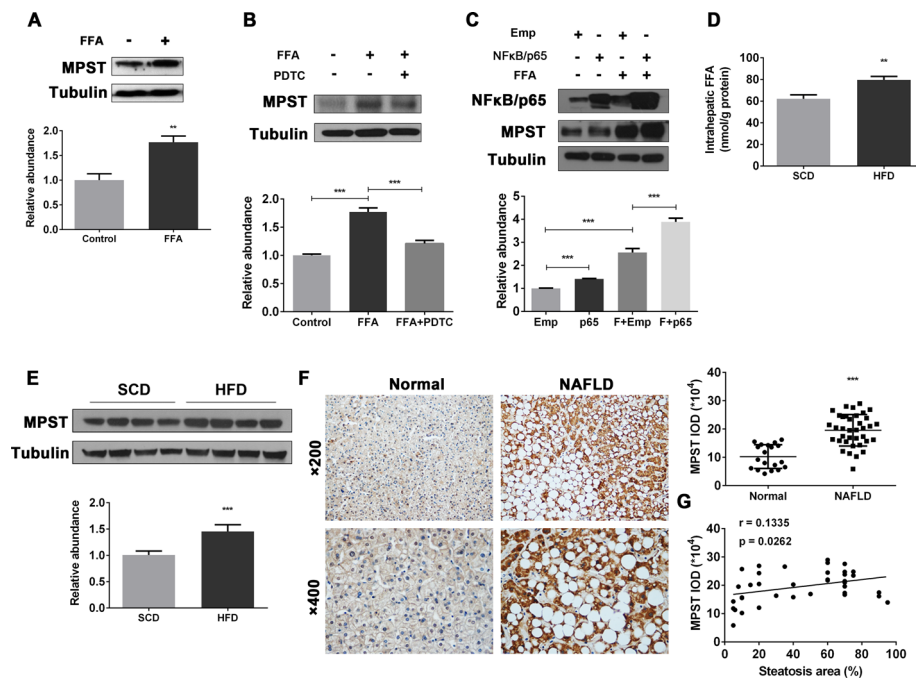 A
FFA - +
MPST
Tubulin
Relative abundance
2.0
1.5
1.0
0.5
0.0
**
Control FFA
B
FFA - + +
PDTC - - +
MPST
Tubulin
Relative abundance
2.0
1.5
1.0
0.5
0.0
*** ***
Control FFA FFA+PDTC
C
Emp + - + -
NFκB/p65 - + - +
FFA - - + +
NFκB/p65
MPST
Tubulin
Relative abundance
5
4
3
2
1
0
***
***
***
Emp p65 F+Emp F+p65
D
Intrahepatic FFA
(nmol/g protein)
100
80
60
40
20
0
**
SCD HFD
E
SCD HFD
MPST
Tubulin
Relative abundance
2.0
1.5
1.0
0.5
0.0
***
SCD HFD
F
Normal NAFLD
×200
×400
MPST IOD (*10⁴)
40
30
20
10
0
***
Normal NAFLD
G
MPST IOD (*10⁴)
40
30
20
10
0
r = 0.1335
p = 0.0262
0 20 40 60 80 100
Steatosis area (%)